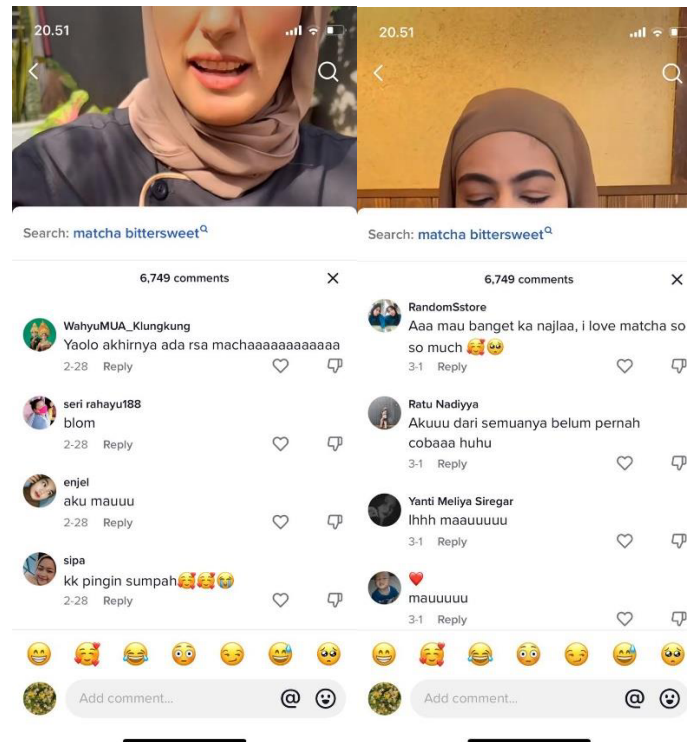 20.51
Search: matcha bittersweet
6,749 comments
WahyuMUA_Klungkung
Yaolo akhirnya ada rsa machaaaaaaaaaaaa
2-28 Reply
seri rahayu188
blom
2-28 Reply
enjel
aku mauuu
2-28 Reply
sipa
kk pingin sumpah🥰🥰😭
2-28 Reply
Add comment...
20.51
Search: matcha bittersweet
6,749 comments
RandomSstore
Aaa mau banget ka najlaa, i love matcha so
so much 🥰🥺
3-1 Reply
Ratu Nadiyya
Akuuu dari semuanya belum pernah
cobaaa huhu
3-1 Reply
Yanti Meliya Siregar
Ihhh maauuuuu
3-1 Reply
❤️
mauuuuu
3-1 Reply
Add comment...